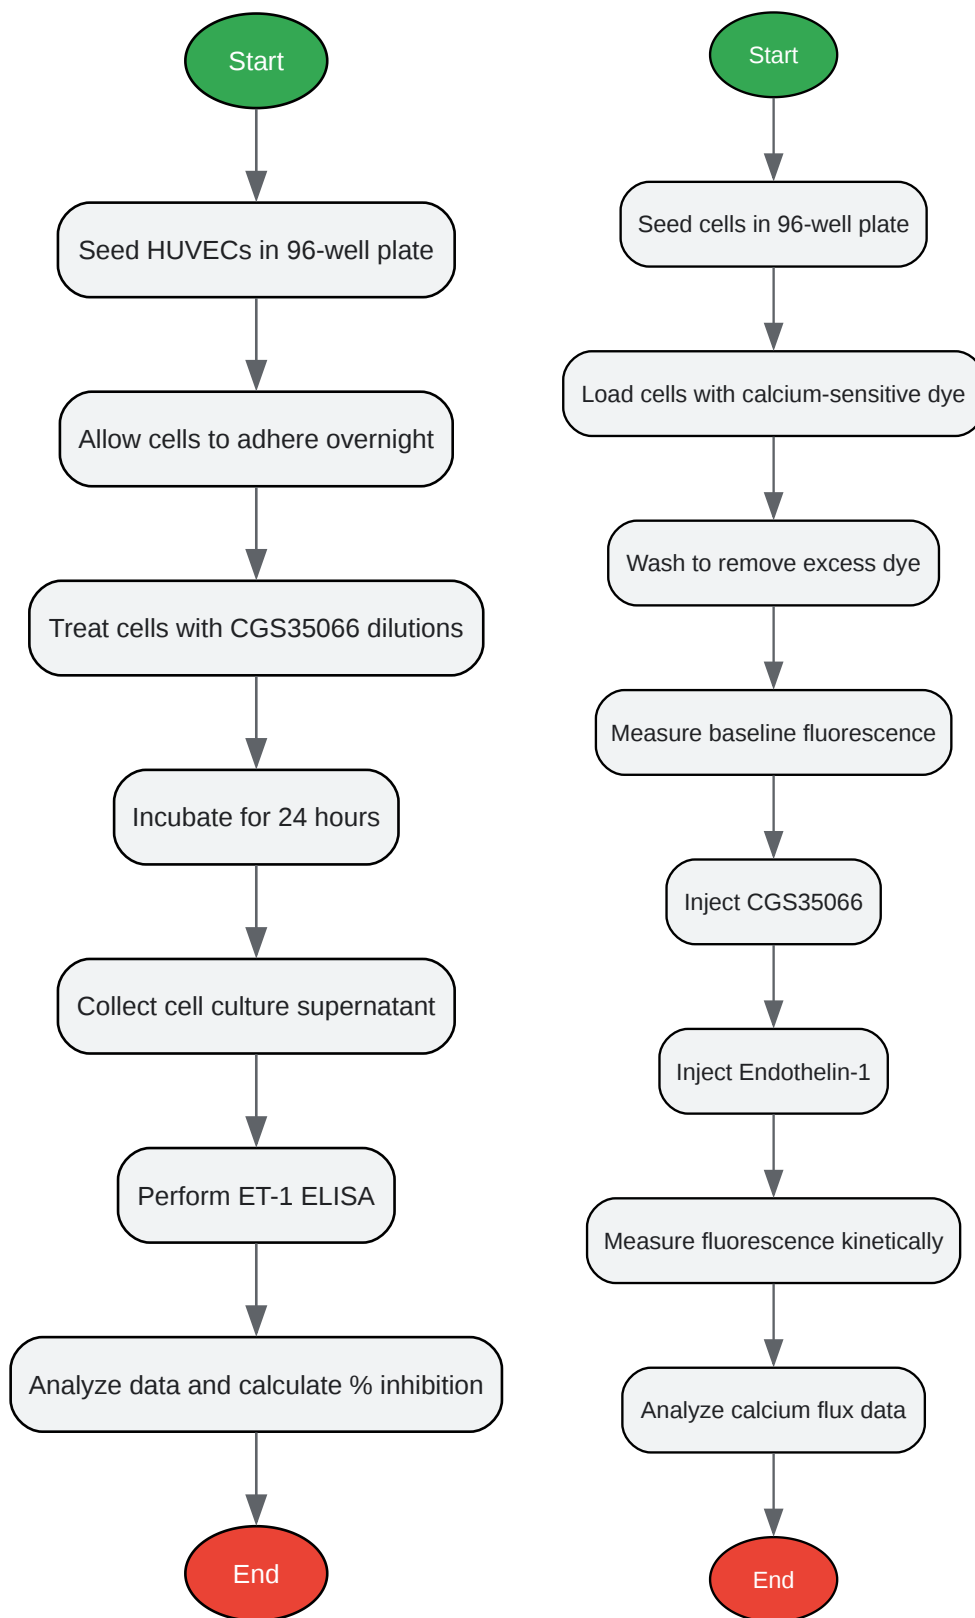 Start
Seed HUVECs in 96-well plate
Allow cells to adhere overnight
Treat cells with CGS35066 dilutions
Incubate for 24 hours
Collect cell culture supernatant
Perform ET-1 ELISA
Analyze data and calculate % inhibition
End
Start
Seed cells in 96-well plate
Load cells with calcium-sensitive dye
Wash to remove excess dye
Measure baseline fluorescence
Inject CGS35066
Inject Endothelin-1
Measure fluorescence kinetically
Analyze calcium flux data
End